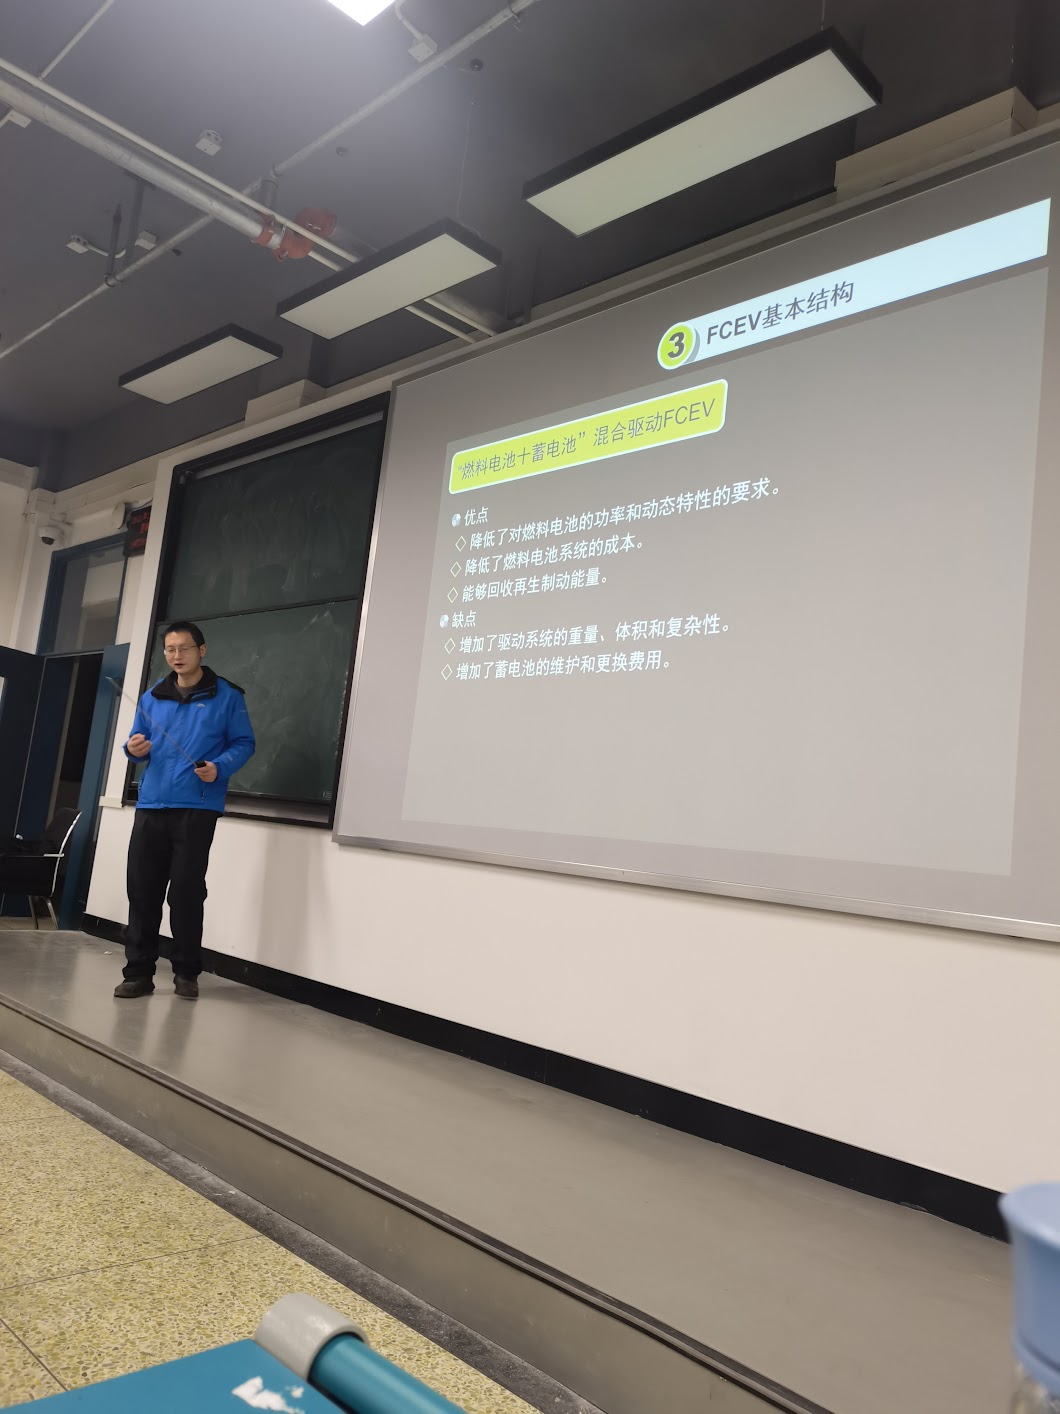 3 FCEV基本结构
“燃料电池十蓄电池”混合驱动FCEV
优点
◇ 降低了对燃料电池的功率和动态特性的要求。
◇ 降低了燃料电池系统的成本。
◇ 能够回收再生制动能量。
缺点
◇ 增加了驱动系统的重量、体积和复杂性。
◇ 增加了蓄电池的维护和更换费用。